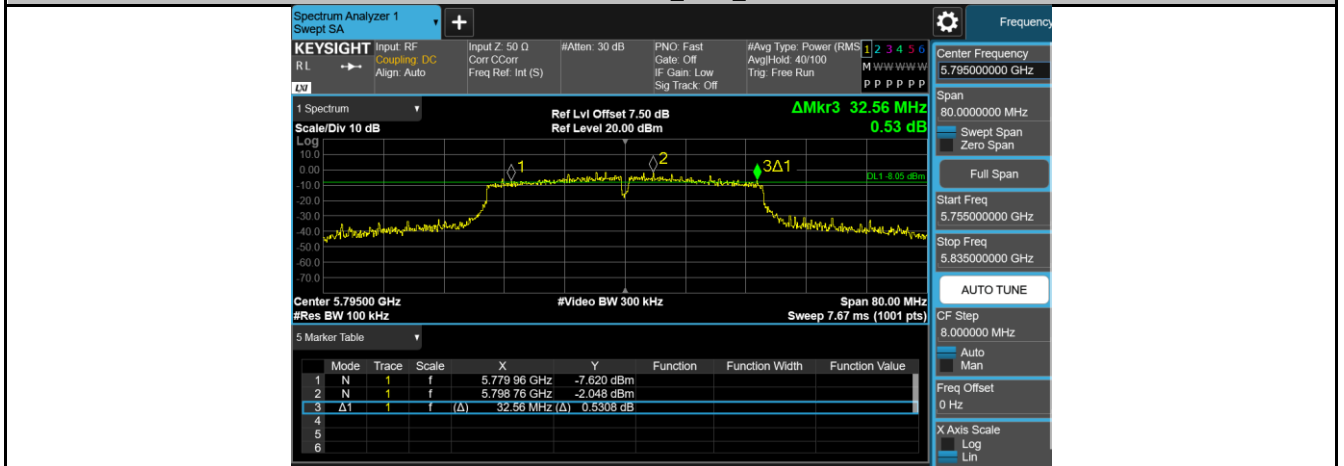 Spectrum Analyzer 1
Swept SA
+
Frequency
KEYSIGHT
RL
LXI
Input: RF
Coupling: DC
Align: Auto
Input Z: 50 Ω
Corr CCorr
Freq Ref: Int (S)
#Atten: 30 dB
PNO: Fast
Gate: Off
IF Gain: Low
Sig Track: Off
#Avg Type: Power (RMS
Avg|Hold: 40/100
Trig: Free Run
1 2 3 4 5 6
M W W W W W
P P P P P P
1 Spectrum
Scale/Div 10 dB
Ref Lvl Offset 7.50 dB
Ref Level 20.00 dBm
ΔMkr3 32.56 MHz
0.53 dB
Log
10.0
0.00
-10.0
-20.0
-30.0
-40.0
-50.0
-60.0
-70.0
1
2
3Δ1
DL1 -8.05 dBm
Center 5.79500 GHz
#Video BW 300 kHz
Span 80.00 MHz
#Res BW 100 kHz
Sweep 7.67 ms (1001 pts)
5 Marker Table
Mode Trace Scale X Y Function Function Width Function Value
1 N 1 f 5.779 96 GHz -7.620 dBm
2 N 1 f 5.798 76 GHz -2.048 dBm
3 Δ1 1 f (Δ) 32.56 MHz (Δ) 0.5308 dB
4
5
6
Center Frequency
5.795000000 GHz
Span
80.0000000 MHz
Swept Span
Zero Span
Full Span
Start Freq
5.755000000 GHz
Stop Freq
5.835000000 GHz
AUTO TUNE
CF Step
8.000000 MHz
Auto
Man
Freq Offset
0 Hz
X Axis Scale
Log
Lin